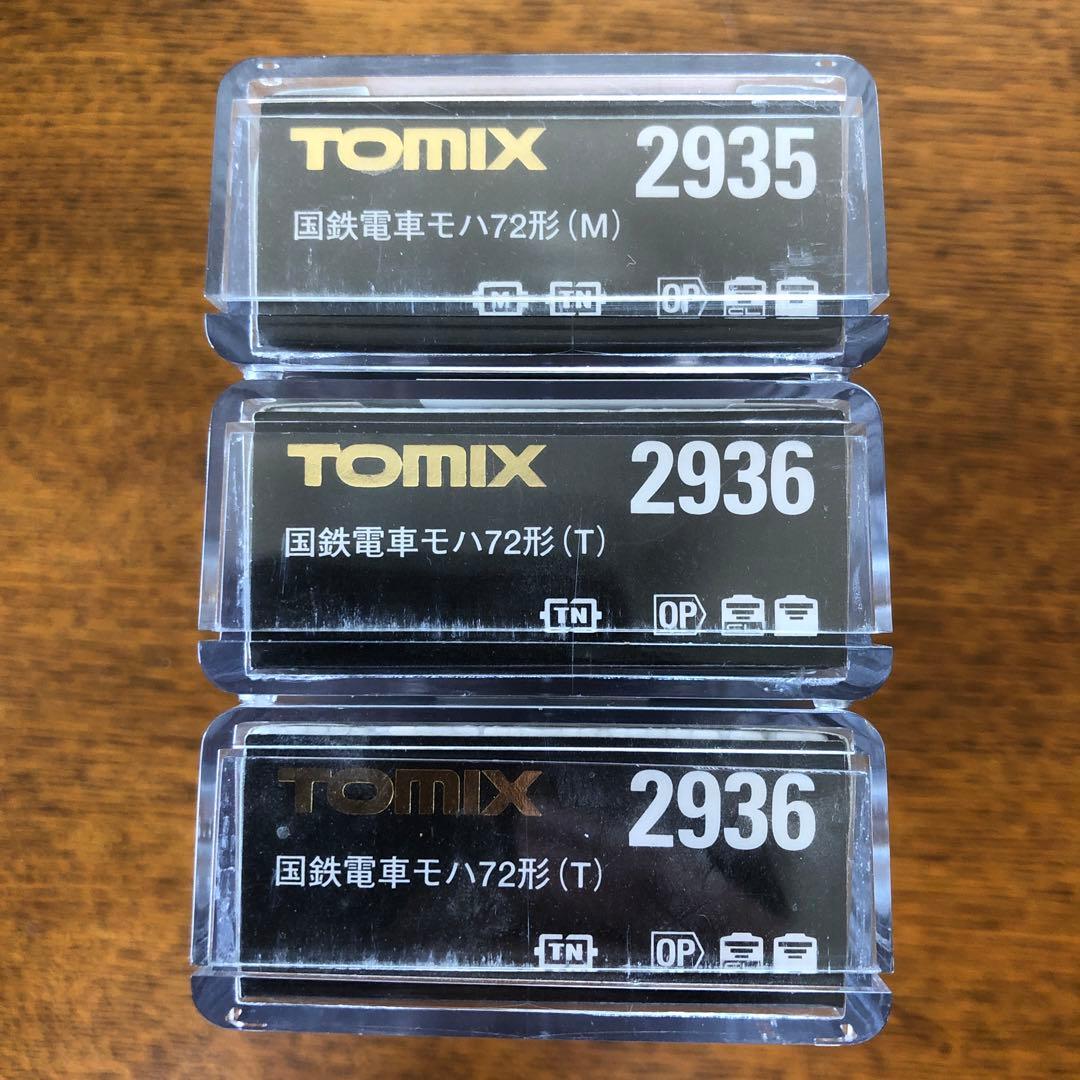 TOMIX 2935
国鉄電車モハ72形(M)
M TN OP
TOMIX 2936
国鉄電車モハ72形(T)
TN OP
TOMIX 2936
国鉄電車モハ72形(T)
TN OP